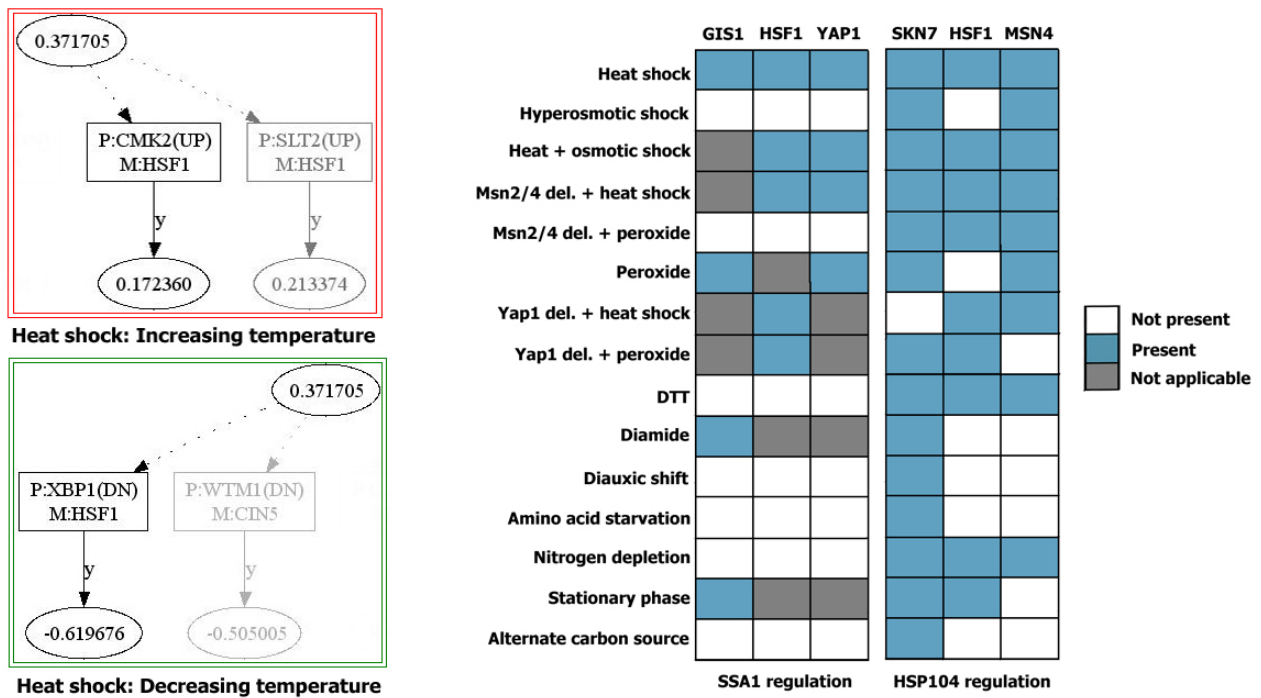 0.371705
P:CMK2(UP)
M:HSF1
P:SLT2(UP)
M:HSF1
y
y
0.172360
0.213374
Heat shock: Increasing temperature
0.371705
P:XBP1(DN)
M:HSF1
P:WTM1(DN)
M:CIN5
y
y
-0.619676
-0.505005
Heat shock: Decreasing temperature
GIS1 HSF1 YAP1 SKN7 HSF1 MSN4
Heat shock
Hyperosmotic shock
Heat + osmotic shock
Msn2/4 del. + heat shock
Msn2/4 del. + peroxide
Peroxide
Yap1 del. + heat shock
Yap1 del. + peroxide
DTT
Diamide
Diauxic shift
Amino acid starvation
Nitrogen depletion
Stationary phase
Alternate carbon source
SSA1 regulation HSP104 regulation
Not present
Present
Not applicable